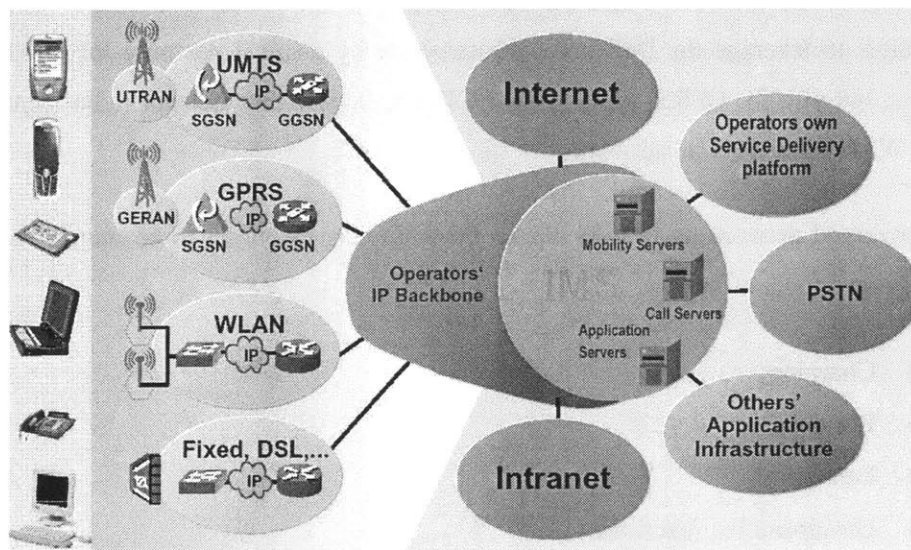 UMTS
UTRAN
IP
SGSN
GGSN
GPRS
GERAN
IP
SGSN
GGSN
WLAN
IP
Fixed, DSL,...
IP
Operators'
IP Backbone
Internet
Operators own
Service Delivery
platform
Mobility Servers
IMS
Call Servers
Application
Servers
PSTN
Others'
Application
Infrastructure
Intranet